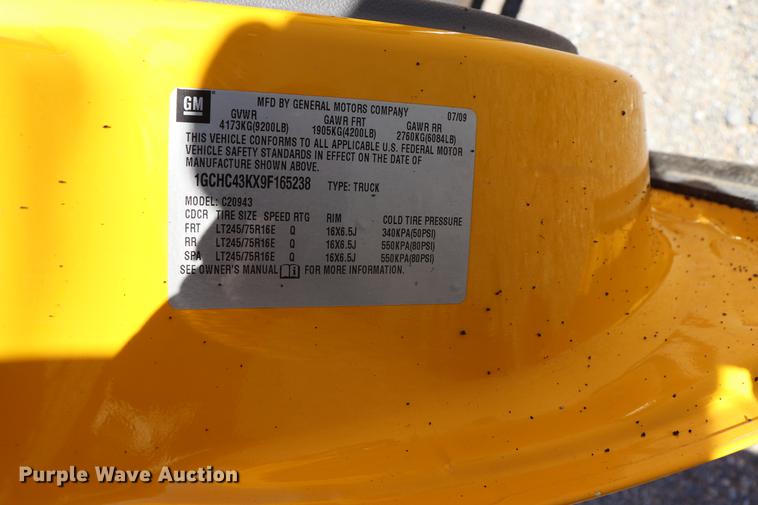 GM
MFD BY GENERAL MOTORS COMPANY 07/09
GVWR GAWR FRT GAWR RR
4173KG(9200LB) 1905KG(4200LB) 2760KG(6084LB)
THIS VEHICLE CONFORMS TO ALL APPLICABLE U.S. FEDERAL MOTOR
VEHICLE SAFETY STANDARDS IN EFFECT ON THE DATE OF
MANUFACTURE SHOWN ABOVE.
1GCHC43KX9F165238 TYPE: TRUCK
MODEL: C20943
CDCR TIRE SIZE SPEED RTG RIM COLD TIRE PRESSURE
FRT LT245/75R16E Q 16X6.5J 340KPA(50PSI)
RR LT245/75R16E Q 16X6.5J 550KPA(80PSI)
SPA LT245/75R16E Q 16X6.5J 550KPA(80PSI)
SEE OWNER'S MANUAL FOR MORE INFORMATION.
Purple Wave Auction